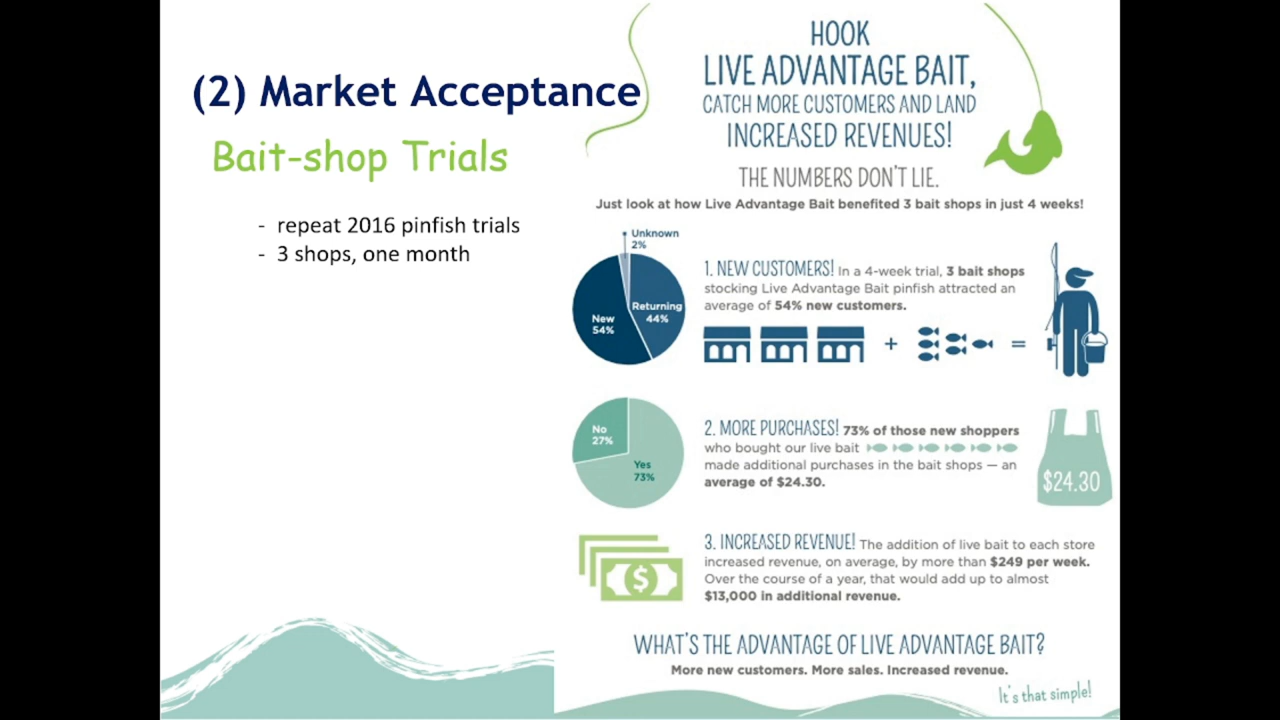 (2) Market Acceptance
Bait-shop Trials
- repeat 2016 pinfish trials
- 3 shops, one month
HOOK
LIVE ADVANTAGE BAIT,
CATCH MORE CUSTOMERS AND LAND
INCREASED REVENUES!
THE NUMBERS DON'T LIE.
Just look at how Live Advantage Bait benefited 3 bait shops in just 4 weeks!
Unknown
2%
Returning
44%
New
54%
1. NEW CUSTOMERS! In a 4-week trial, 3 bait shops
stocking Live Advantage Bait pinfish attracted an
average of 54% new customers.
+ =
No
27%
Yes
73%
2. MORE PURCHASES! 73% of those new shoppers
who bought our live bait
made additional purchases in the bait shops — an
average of $24.30.
$24.30
$
3. INCREASED REVENUE! The addition of live bait to each store
increased revenue, on average, by more than $249 per week.
Over the course of a year, that would add up to almost
$13,000 in additional revenue.
WHAT'S THE ADVANTAGE OF LIVE ADVANTAGE BAIT?
More new customers. More sales. Increased revenue.
It's that simple!